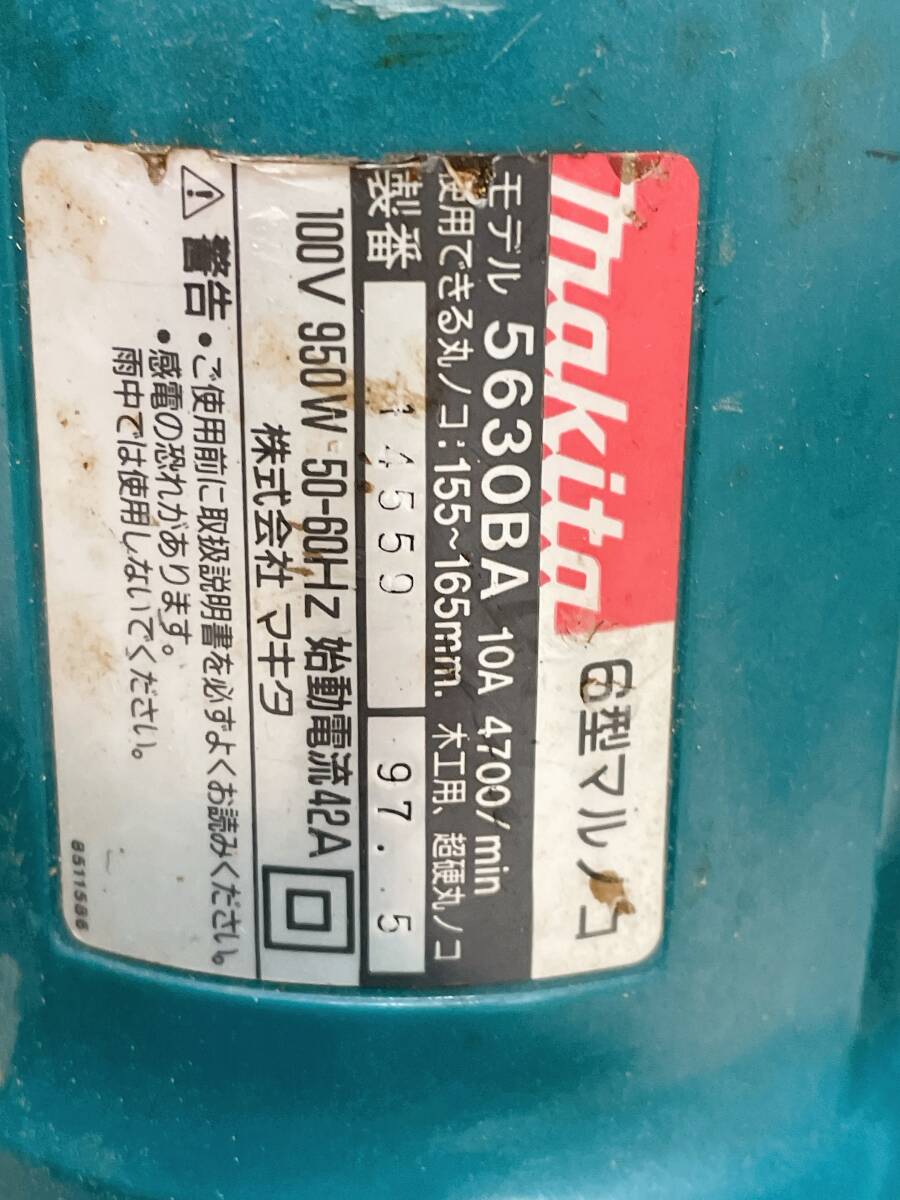 makita
6型マルノコ
モデル 5630BA 10A 4700/min
使用できる丸ノコ:155~165mm. 木工用、超硬丸ノコ
製番 14559 97.5
100V 950W 50-60Hz 始動電流42A
株式会社 マキタ
警告
•ご使用前に取扱説明書を必ずよくお読みください。
•感電の恐れがあります。
雨中では使用しないでください。
8511586